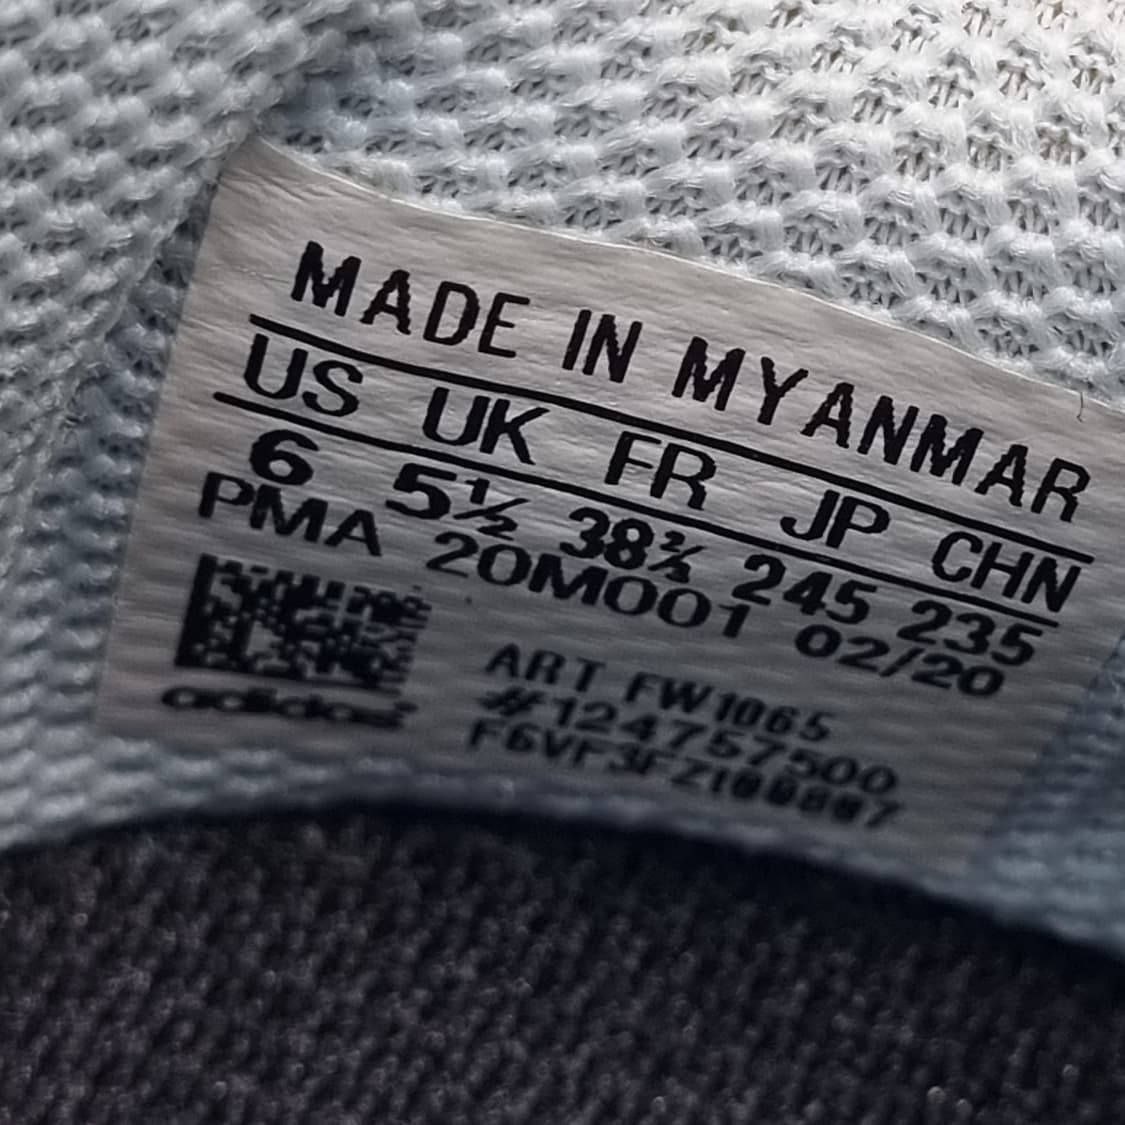 MADE IN MYANMAR
US UK FR JP CHN
6 5½ 38⅔ 245 235
PMA 20M001 02/20
adidas
ART FW1065
#124757500